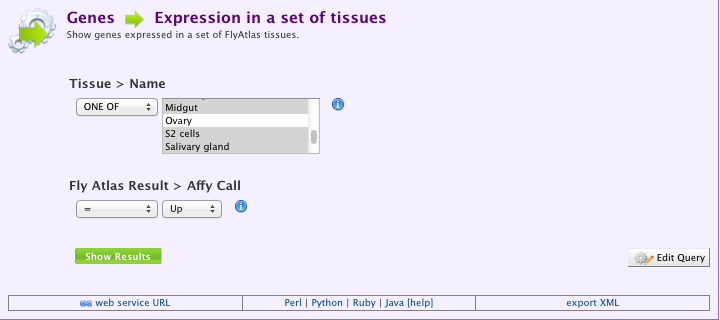 Genes Expression in a set of tissues
Show genes expressed in a set of FlyAtlas tissues.
Tissue > Name
ONE OF
Midgut
Ovary
S2 cells
Salivary gland
Fly Atlas Result > Affy Call
= Up
Show Results Edit Query
web service URL Perl | Python | Ruby | Java [help] export XML